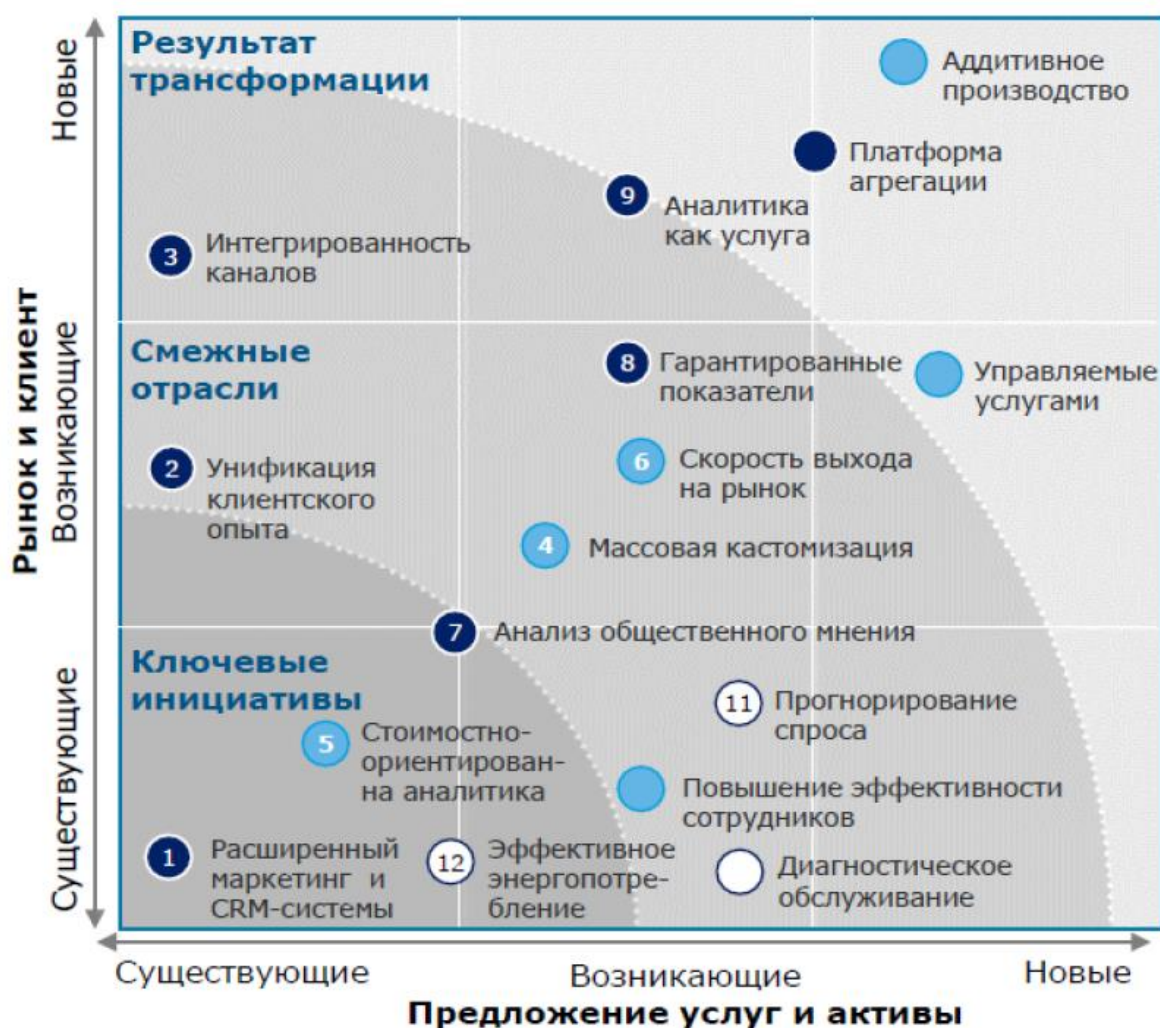 Результат
трансформации
Аддитивное
производство
Платформа
агрегации
9
Аналитика
как услуга
3
Интегрированность
каналов
Смежные
отрасли
8
Гарантированные
показатели
Управляемые
услугами
2
Унификация
клиентского
опыта
6
Скорость выхода
на рынок
4
Массовая кастомизация
7
Анализ общественного мнения
Ключевые
инициативы
11
Прогнорирование
спроса
5
Стоимостно-
ориентирован-
на аналитика
Повышение эффективности
сотрудников
1
Расширенный
маркетинг и
CRM-системы
12
Эффективное
энергопотре-
бление
Диагностическое
обслуживание
Рынок и клиент
Новые
Возникающие
Существующие
Существующие
Возникающие
Новые
Предложение услуг и активы